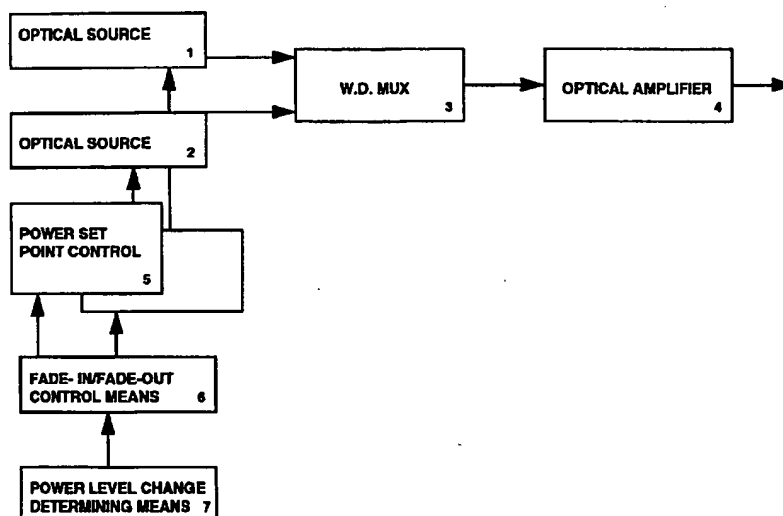 OPTICAL SOURCE
1
W.D. MUX
3
OPTICAL AMPLIFIER
4
OPTICAL SOURCE
2
POWER SET
POINT CONTROL
5
FADE- IN/FADE-OUT
CONTROL MEANS 6
POWER LEVEL CHANGE
DETERMINING MEANS 7